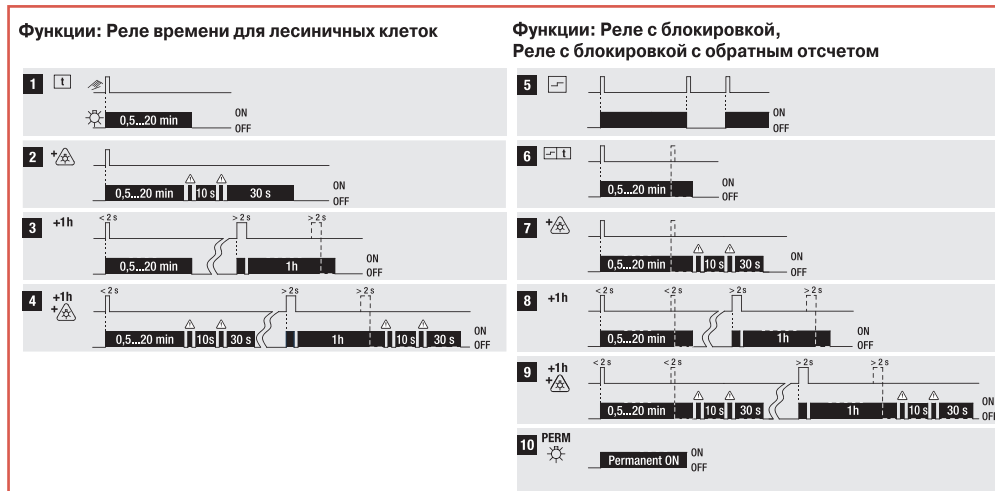 Функции: Реле времени для лесиничных клеток
1 t
0,5...20 min ON
OFF
2 +
0,5...20 min 10 s 30 s ON
OFF
3 +1h < 2 s > 2 s > 2 s
0,5...20 min 1h ON
OFF
4 +1h + < 2 s > 2 s > 2 s
0,5...20 min 10s 30 s 1h 10 s 30 s ON
OFF
Функции: Реле с блокировкой,
Реле с блокировкой с обратным отсчетом
5
ON
OFF
6 t
0,5...20 min ON
OFF
7 +
0,5...20 min 10 s 30 s ON
OFF
8 +1h < 2 s < 2 s > 2 s > 2 s
0,5...20 min 1h ON
OFF
9 +1h + < 2 s < 2 s > 2 s > 2 s
0,5...20 min 10 s 30 s 1h 10 s 30 s ON
OFF
10 PERM
Permanent ON ON
OFF